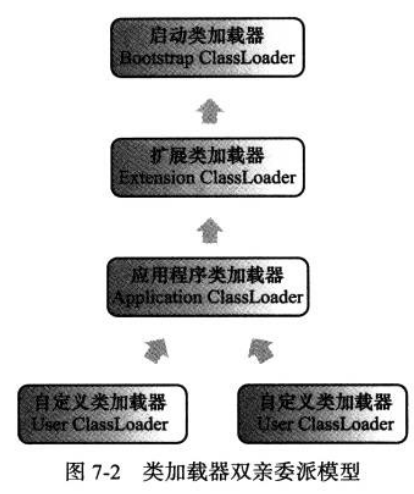 启动类加载器
Bootstrap ClassLoader
扩展类加载器
Extension ClassLoader
应用程序类加载器
Application ClassLoader
自定义类加载器
User ClassLoader
自定义类加载器
User ClassLoader
图 7-2 类加载器双亲委派模型